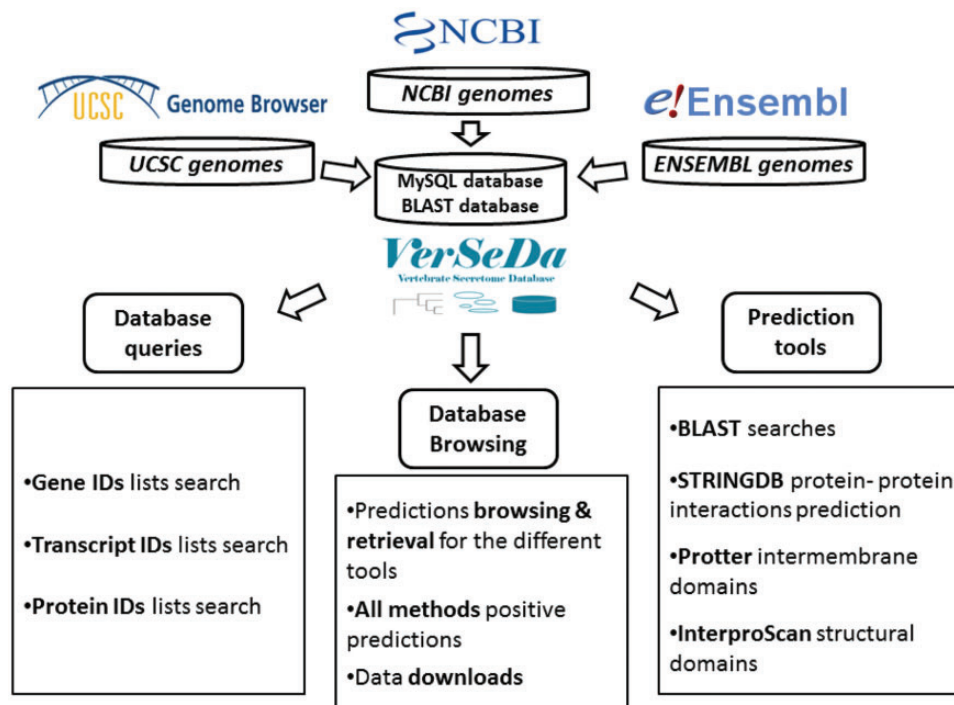 NCBI
NCBI genomes
UCSC Genome Browser
UCSC genomes
e!Ensembl
ENSEMBL genomes
MySQL database
BLAST database
VerSeDa
Vertebrate Secretome Database
Database
queries
•Gene IDs lists search
•Transcript IDs lists search
•Protein IDs lists search
Database
Browsing
•Predictions browsing &
retrieval for the different
tools
•All methods positive
predictions
•Data downloads
Prediction
tools
•BLAST searches
•STRINGDB protein- protein
interactions prediction
•Protter intermembrane
domains
•InterproScan structural
domains